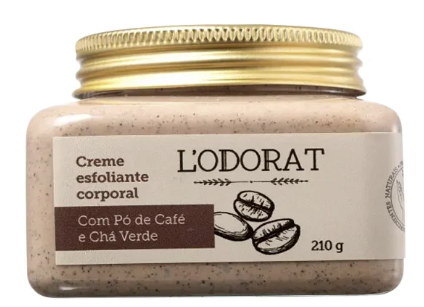 Creme
esfoliante
corporal
L'ODORAT
Com Pó de Café
e Chá Verde
210 g